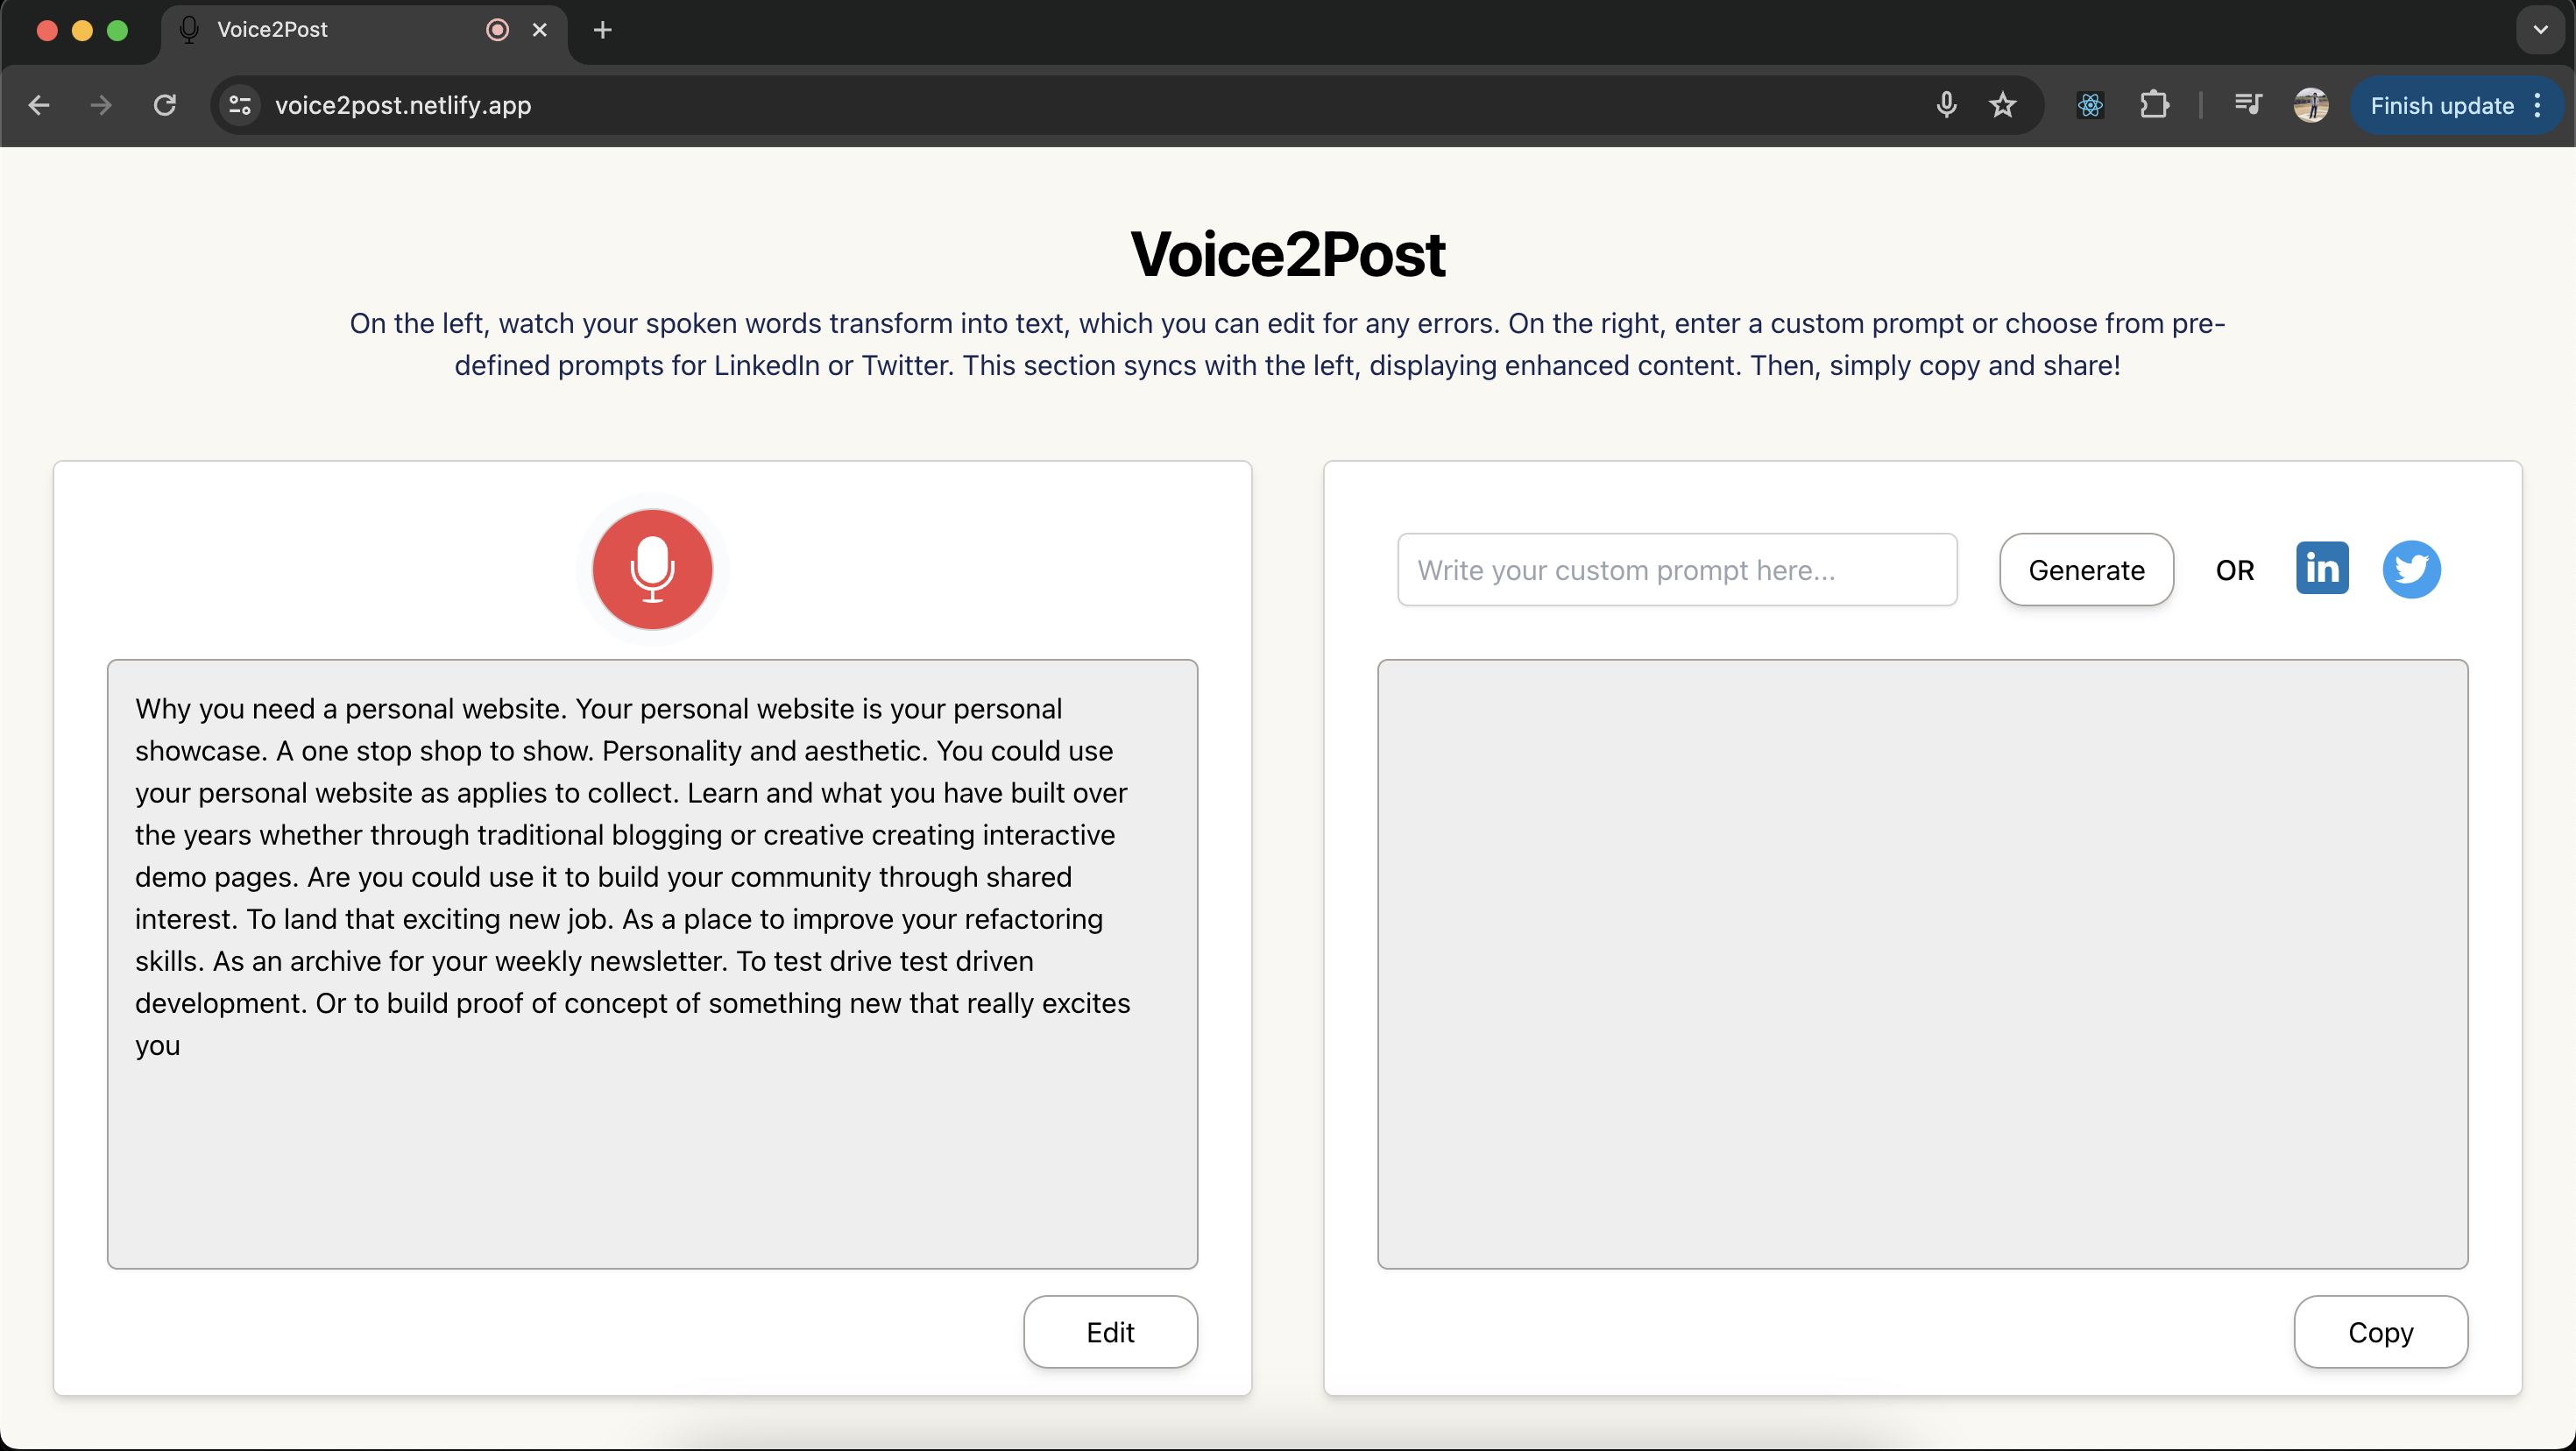 Voice2Post
voice2post.netlify.app
Finish update
Voice2Post
On the left, watch your spoken words transform into text, which you can edit for any errors. On the right, enter a custom prompt or choose from pre-
defined prompts for LinkedIn or Twitter. This section syncs with the left, displaying enhanced content. Then, simply copy and share!
Why you need a personal website. Your personal website is your personal
showcase. A one stop shop to show. Personality and aesthetic. You could use
your personal website as applies to collect. Learn and what you have built over
the years whether through traditional blogging or creative creating interactive
demo pages. Are you could use it to build your community through shared
interest. To land that exciting new job. As a place to improve your refactoring
skills. As an archive for your weekly newsletter. To test drive test driven
development. Or to build proof of concept of something new that really excites
you
Edit
Write your custom prompt here...
Generate
OR
in
Copy